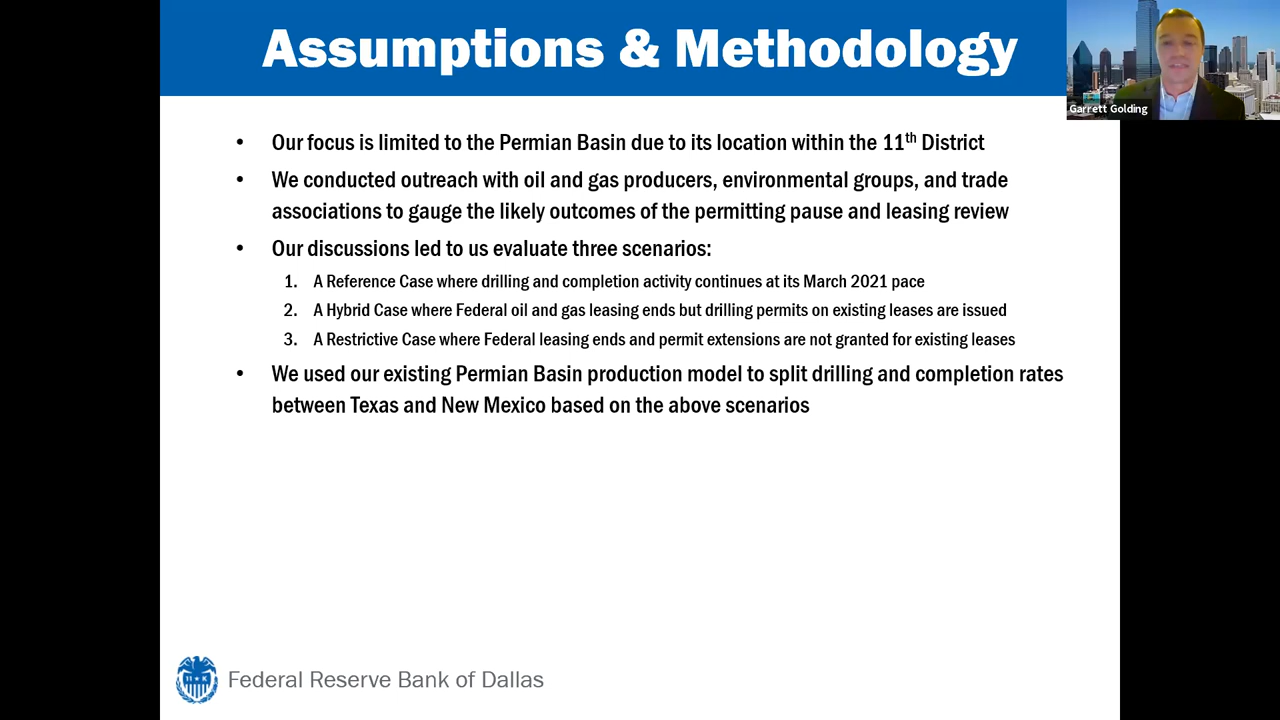 Assumptions & Methodology
Garrett Golding
• Our focus is limited to the Permian Basin due to its location within the 11th District
• We conducted outreach with oil and gas producers, environmental groups, and trade
associations to gauge the likely outcomes of the permitting pause and leasing review
• Our discussions led to us evaluate three scenarios:
1. A Reference Case where drilling and completion activity continues at its March 2021 pace
2. A Hybrid Case where Federal oil and gas leasing ends but drilling permits on existing leases are issued
3. A Restrictive Case where Federal leasing ends and permit extensions are not granted for existing leases
• We used our existing Permian Basin production model to split drilling and completion rates
between Texas and New Mexico based on the above scenarios
Federal Reserve Bank of Dallas